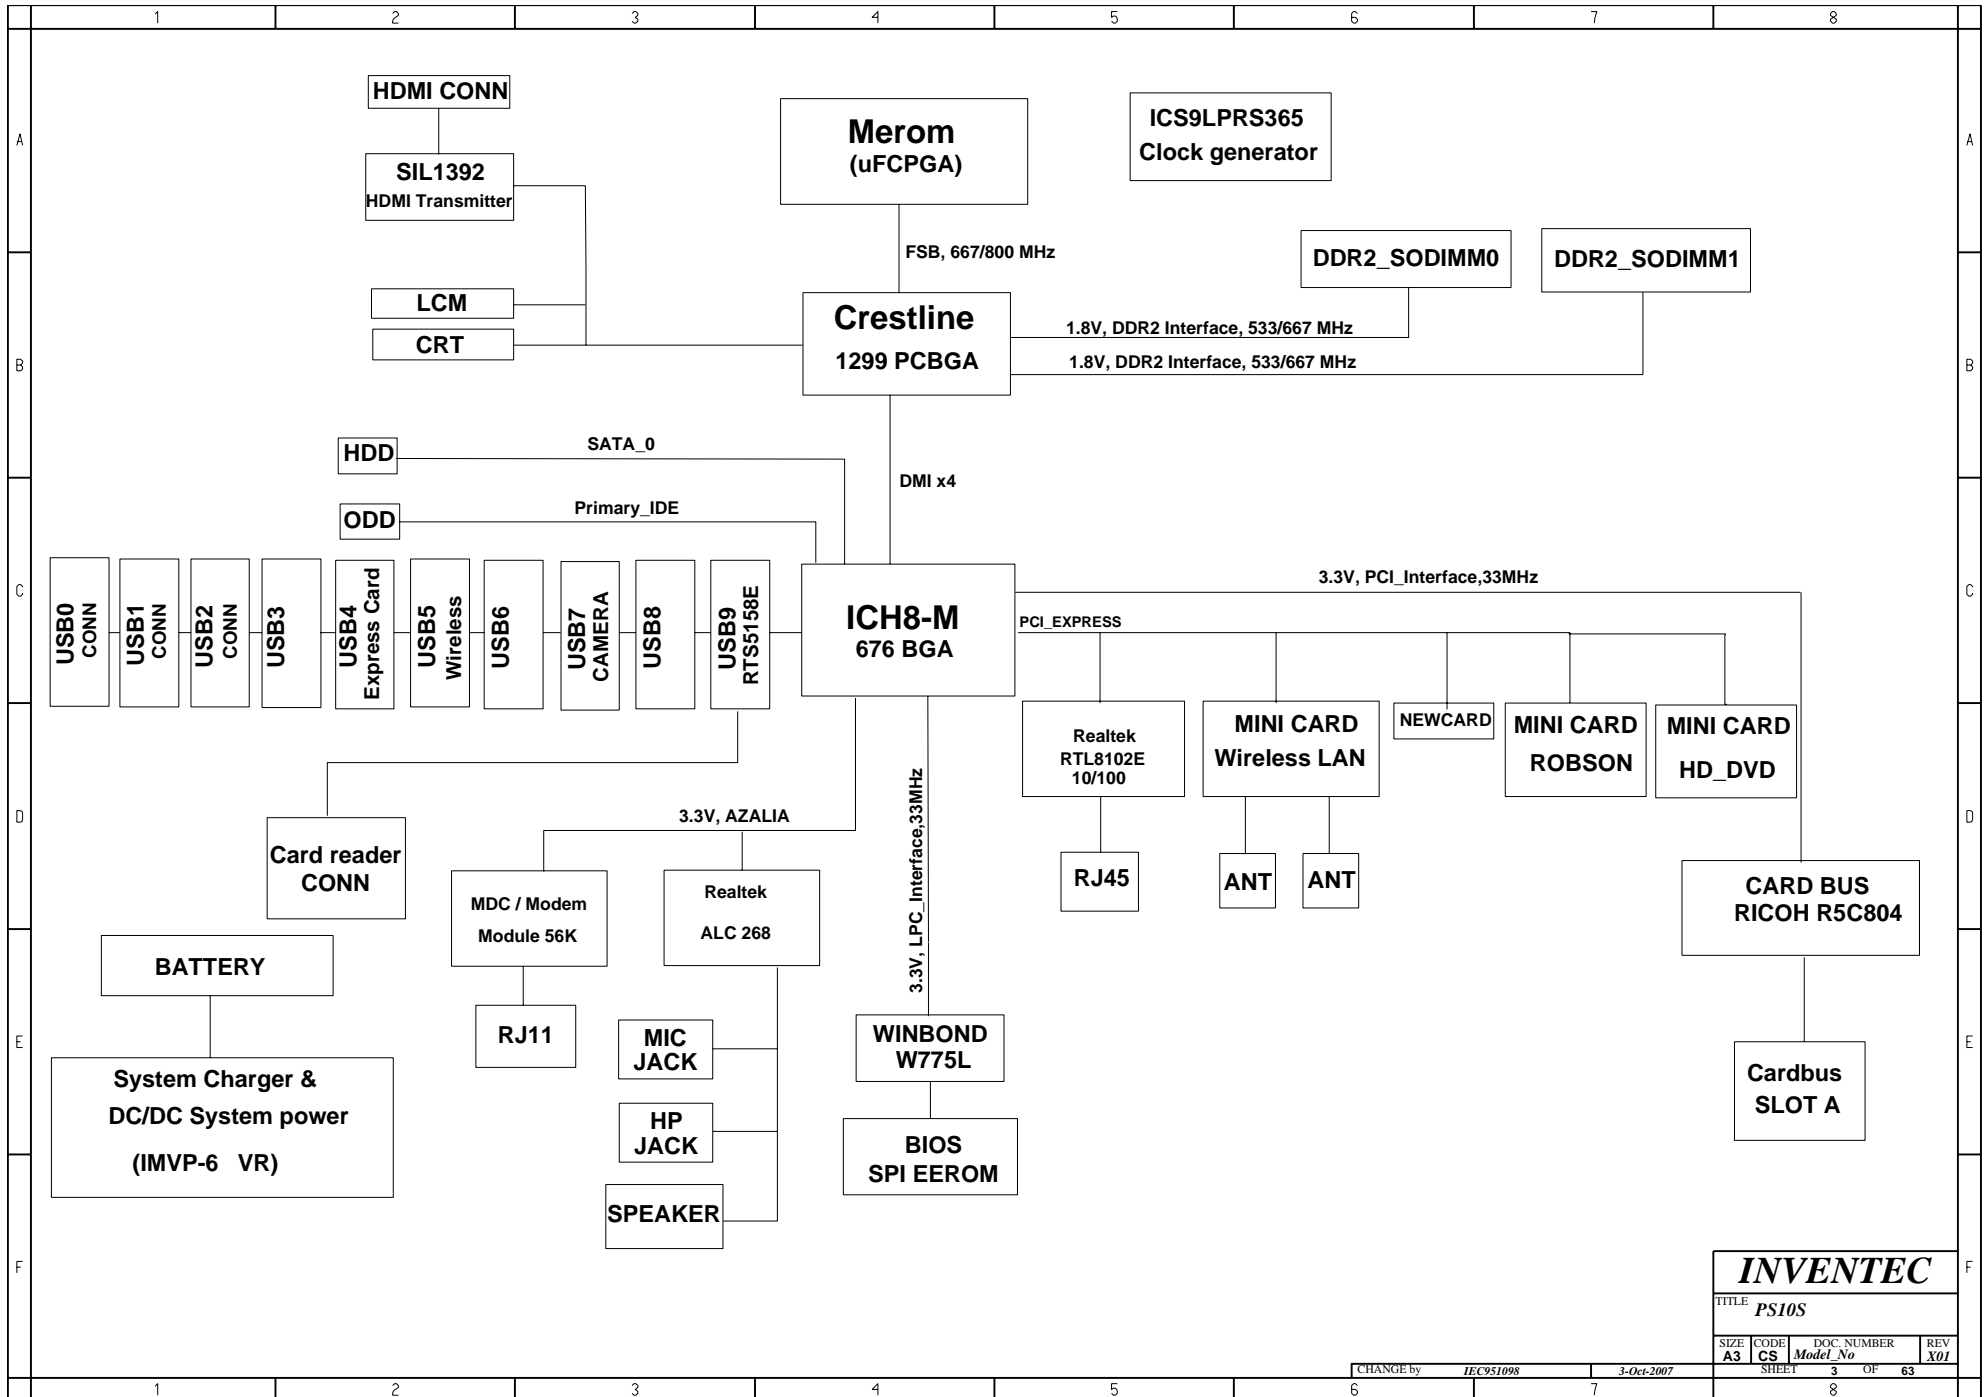 1 2 3 4 5 6 7 8
A
B
C
D
E
F
A
B
C
D
E
F
HDMI CONN
SIL1392
HDMI Transmitter
LCM
CRT
Merom
(uFCPGA)
ICS9LPRS365
Clock generator
FSB, 667/800 MHz
DDR2_SODIMM0
DDR2_SODIMM1
Crestline
1299 PCBGA
1.8V, DDR2 Interface, 533/667 MHz
1.8V, DDR2 Interface, 533/667 MHz
HDD
SATA_0
DMI x4
ODD
Primary_IDE
USB0
CONN
USB1
CONN
USB2
CONN
USB3
USB4
Express Card
USB5
Wireless
USB6
USB7
CAMERA
USB8
USB9
RTS5158E
ICH8-M
676 BGA
3.3V, PCI_Interface,33MHz
PCI_EXPRESS
Realtek
RTL8102E
10/100
MINI CARD
Wireless LAN
NEWCARD
MINI CARD
ROBSON
MINI CARD
HD_DVD
RJ45
ANT
ANT
CARD BUS
RICOH R5C804
Cardbus
SLOT A
Card reader
CONN
3.3V, AZALIA
3.3V, LPC_Interface,33MHz
MDC / Modem
Module 56K
Realtek
ALC 268
BATTERY
System Charger &
DC/DC System power
(IMVP-6 VR)
RJ11
MIC
JACK
HP
JACK
SPEAKER
WINBOND
W775L
BIOS
SPI EEROM
INVENTEC
TITLE PS10S
SIZE CODE DOC. NUMBER REV
A3 CS Model_No X01
CHANGE by IEC951098 3-Oct-2007 SHEET 3 OF 63
1 2 3 4 5 6 7 8